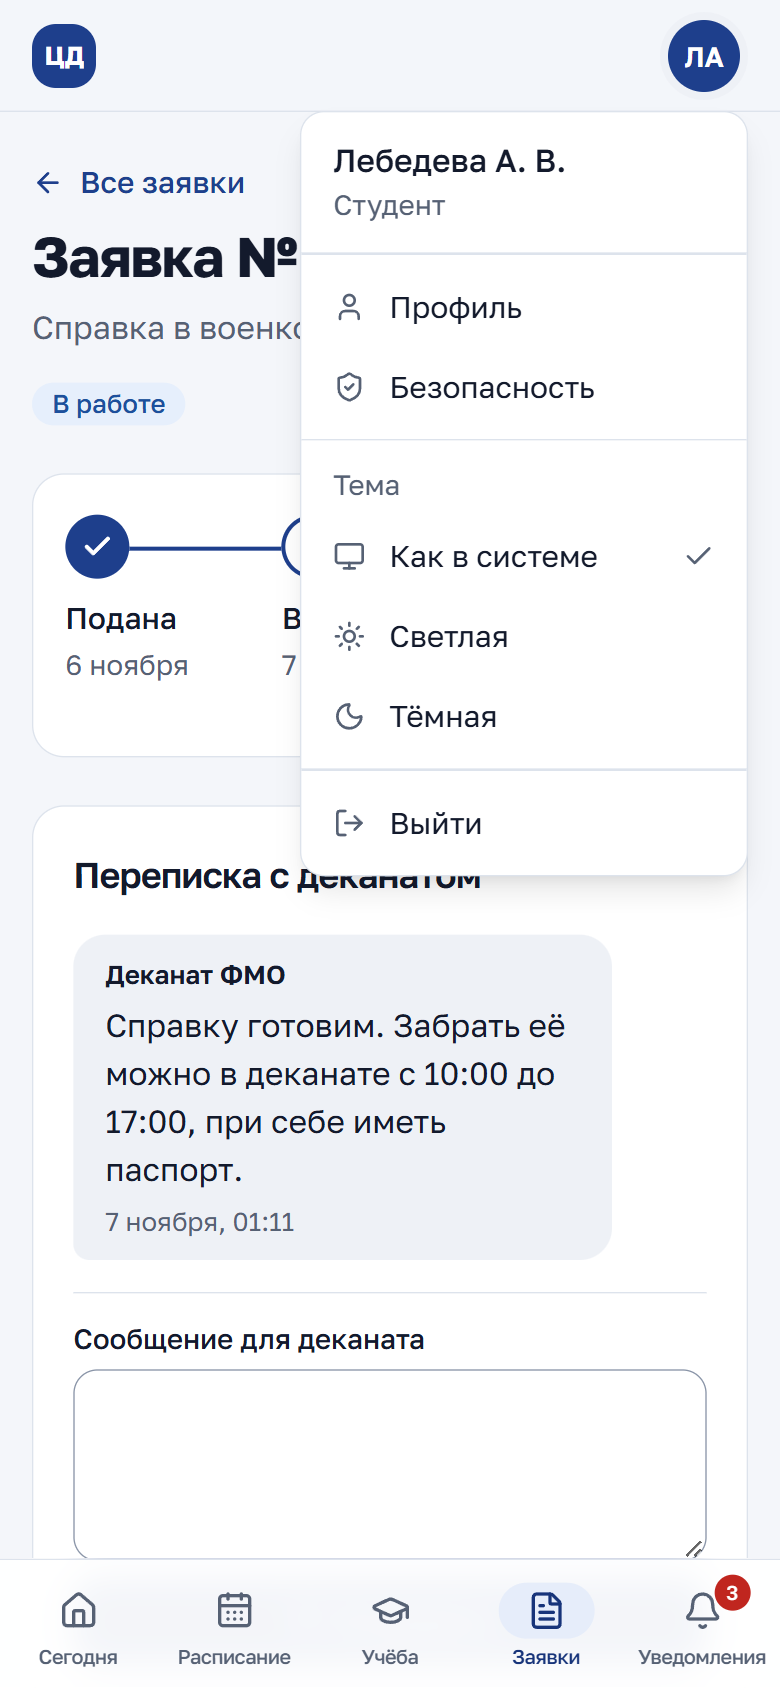 ЦД
ЛА
Лебедева А. В.
Студент
Профиль
Безопасность
Тема
Как в системе
Светлая
Тёмная
Выйти
Все заявки
Заявка №
Справка в военко
В работе
Подана
6 ноября
В
7
Переписка с деканатом
Деканат ФМО
Справку готовим. Забрать её
можно в деканате с 10:00 до
17:00, при себе иметь
паспорт.
7 ноября, 01:11
Сообщение для деканата
Сегодня
Расписание
Учёба
Заявки
3
Уведомления